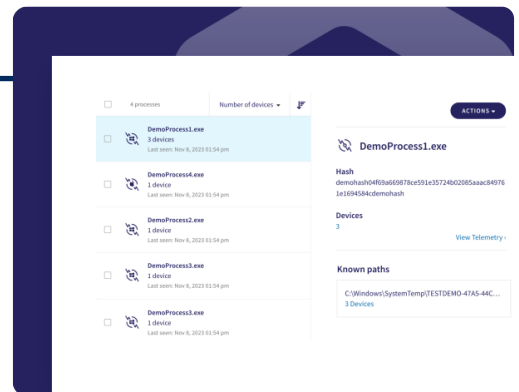 4 processes
Number of devices
ACTIONS
DemoProcess1.exe
3 devices
Last seen: Nov 8, 2023 01:54 pm
DemoProcess4.exe
1 device
Last seen: Nov 8, 2023 01:54 pm
DemoProcess2.exe
1 device
Last seen: Nov 8, 2023 01:54 pm
DemoProcess3.exe
1 device
Last seen: Nov 8, 2023 01:54 pm
DemoProcess3.exe
1 device
Last seen: Nov 8, 2023 01:54 pm
DemoProcess1.exe
Hash
demohash04f69a669878ce591e35724b02085aaac84976
1e1694584cdemohash
Devices
3
View Telemetry ›
Known paths
C:\Windows\SystemTemp\TESTDEMO-47A5-44C...
3 Devices